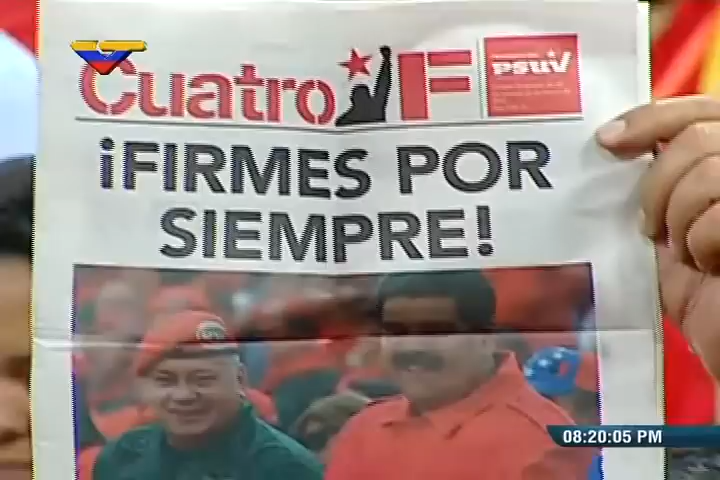 Cuatro F
psuv
¡FIRMES POR
SIEMPRE!
08:20:05 PM